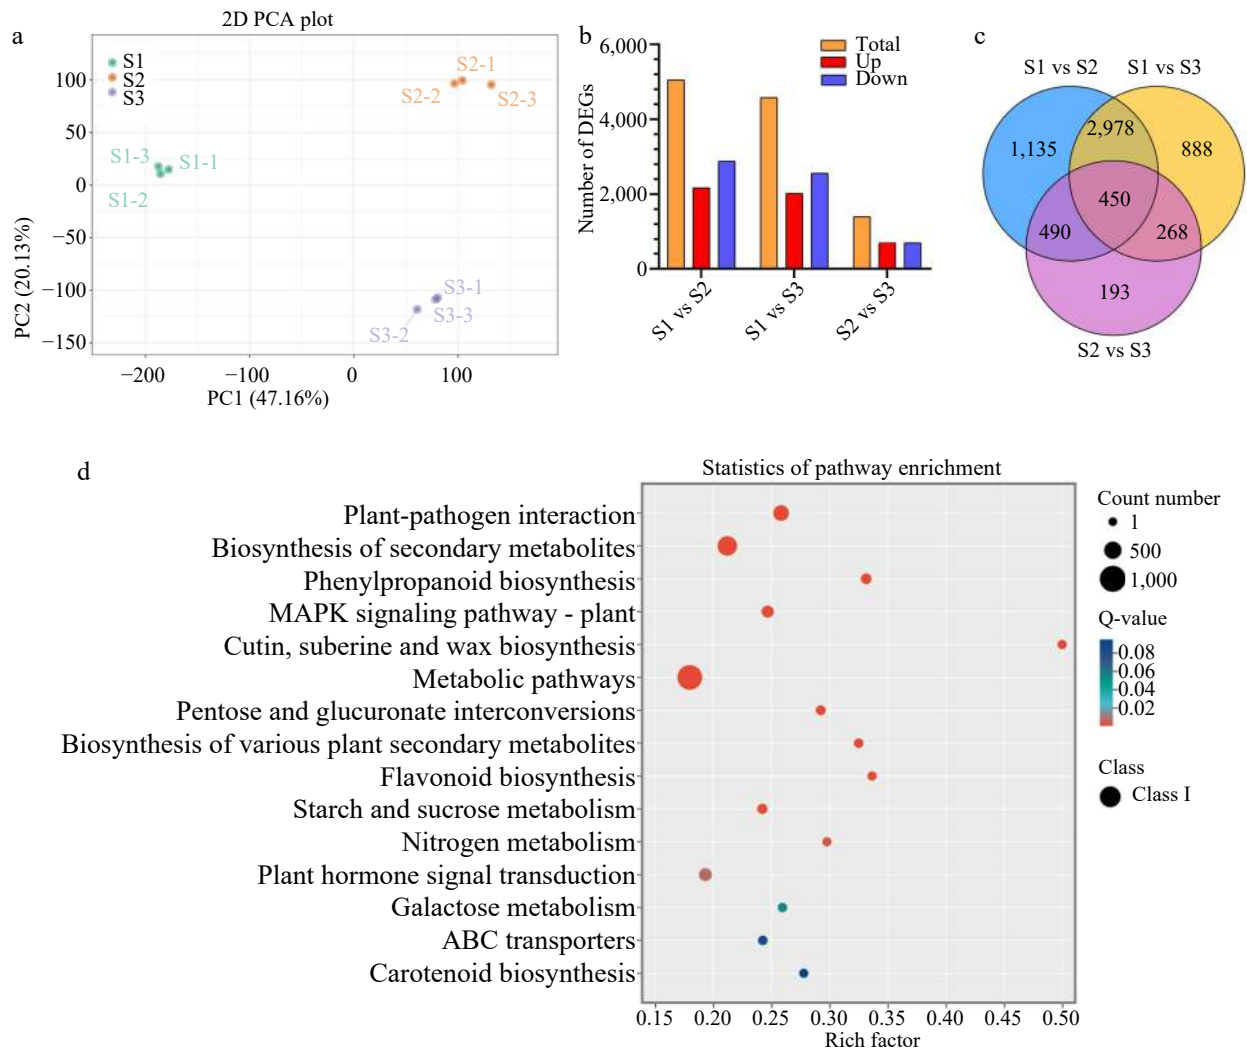 a
2D PCA plot
S1
S2
S3
S2-1
S2-2
S2-3
S1-3
S1-1
S1-2
S3-1
S3-3
S3-2
100
50
0
−50
−100
−150
PC2 (20.13%)
−200
−100
0
100
PC1 (47.16%)
b
6,000
4,000
2,000
0
Number of DEGs
Total
Up
Down
S1 vs S2
S1 vs S3
S2 vs S3
c
S1 vs S2
S1 vs S3
1,135
2,978
888
450
490
268
193
S2 vs S3
d
Statistics of pathway enrichment
Plant-pathogen interaction
Biosynthesis of secondary metabolites
Phenylpropanoid biosynthesis
MAPK signaling pathway - plant
Cutin, suberine and wax biosynthesis
Metabolic pathways
Pentose and glucuronate interconversions
Biosynthesis of various plant secondary metabolites
Flavonoid biosynthesis
Starch and sucrose metabolism
Nitrogen metabolism
Plant hormone signal transduction
Galactose metabolism
ABC transporters
Carotenoid biosynthesis
0.15
0.20
0.25
0.30
0.35
0.40
0.45
0.50
Rich factor
Count number
1
500
1,000
Q-value
0.08
0.06
0.04
0.02
Class
Class I